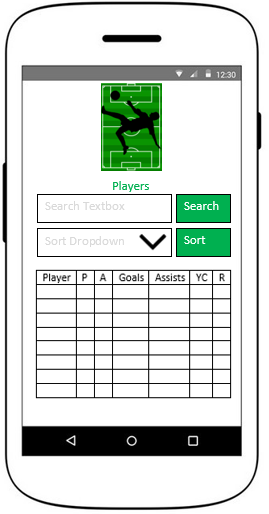 12:30
Players
Search Textbox Search
Sort Dropdown Sort
Player P A Goals Assists YC R